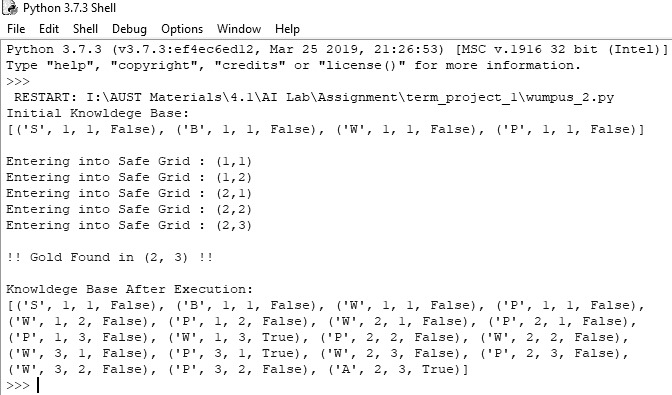 Python 3.7.3 Shell
File Edit Shell Debug Options Window Help
Python 3.7.3 (v3.7.3:ef4ec6ed12, Mar 25 2019, 21:26:53) [MSC v.1916 32 bit (Intel)]
Type "help", "copyright", "credits" or "license()" for more information.
>>>
RESTART: I:\AUST Materials\4.1\AI Lab\Assignment\term_project_1\wumpus_2.py
Initial Knowldege Base:
[('S', 1, 1, False), ('B', 1, 1, False), ('W', 1, 1, False), ('P', 1, 1, False)]
Entering into Safe Grid : (1,1)
Entering into Safe Grid : (1,2)
Entering into Safe Grid : (2,1)
Entering into Safe Grid : (2,2)
Entering into Safe Grid : (2,3)
!! Gold Found in (2, 3) !!
Knowldege Base After Execution:
[('S', 1, 1, False), ('B', 1, 1, False), ('W', 1, 1, False), ('P', 1, 1, False),
('W', 1, 2, False), ('P', 1, 2, False), ('W', 2, 1, False), ('P', 2, 1, False),
('P', 1, 3, False), ('W', 1, 3, True), ('P', 2, 2, False), ('W', 2, 2, False),
('W', 3, 1, False), ('P', 3, 1, True), ('W', 2, 3, False), ('P', 2, 3, False),
('W', 3, 2, False), ('P', 3, 2, False), ('A', 2, 3, True)]
>>>